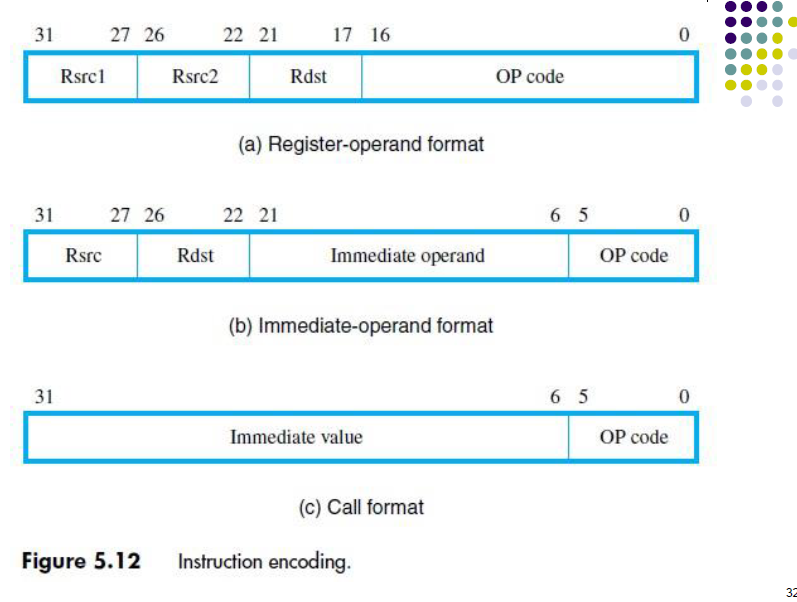 31 27 26 22 21 17 16 0
Rsrc1 Rsrc2 Rdst OP code
(a) Register-operand format
31 27 26 22 21 6 5 0
Rsrc Rdst Immediate operand OP code
(b) Immediate-operand format
31 6 5 0
Immediate value OP code
(c) Call format
Figure 5.12 Instruction encoding.
32